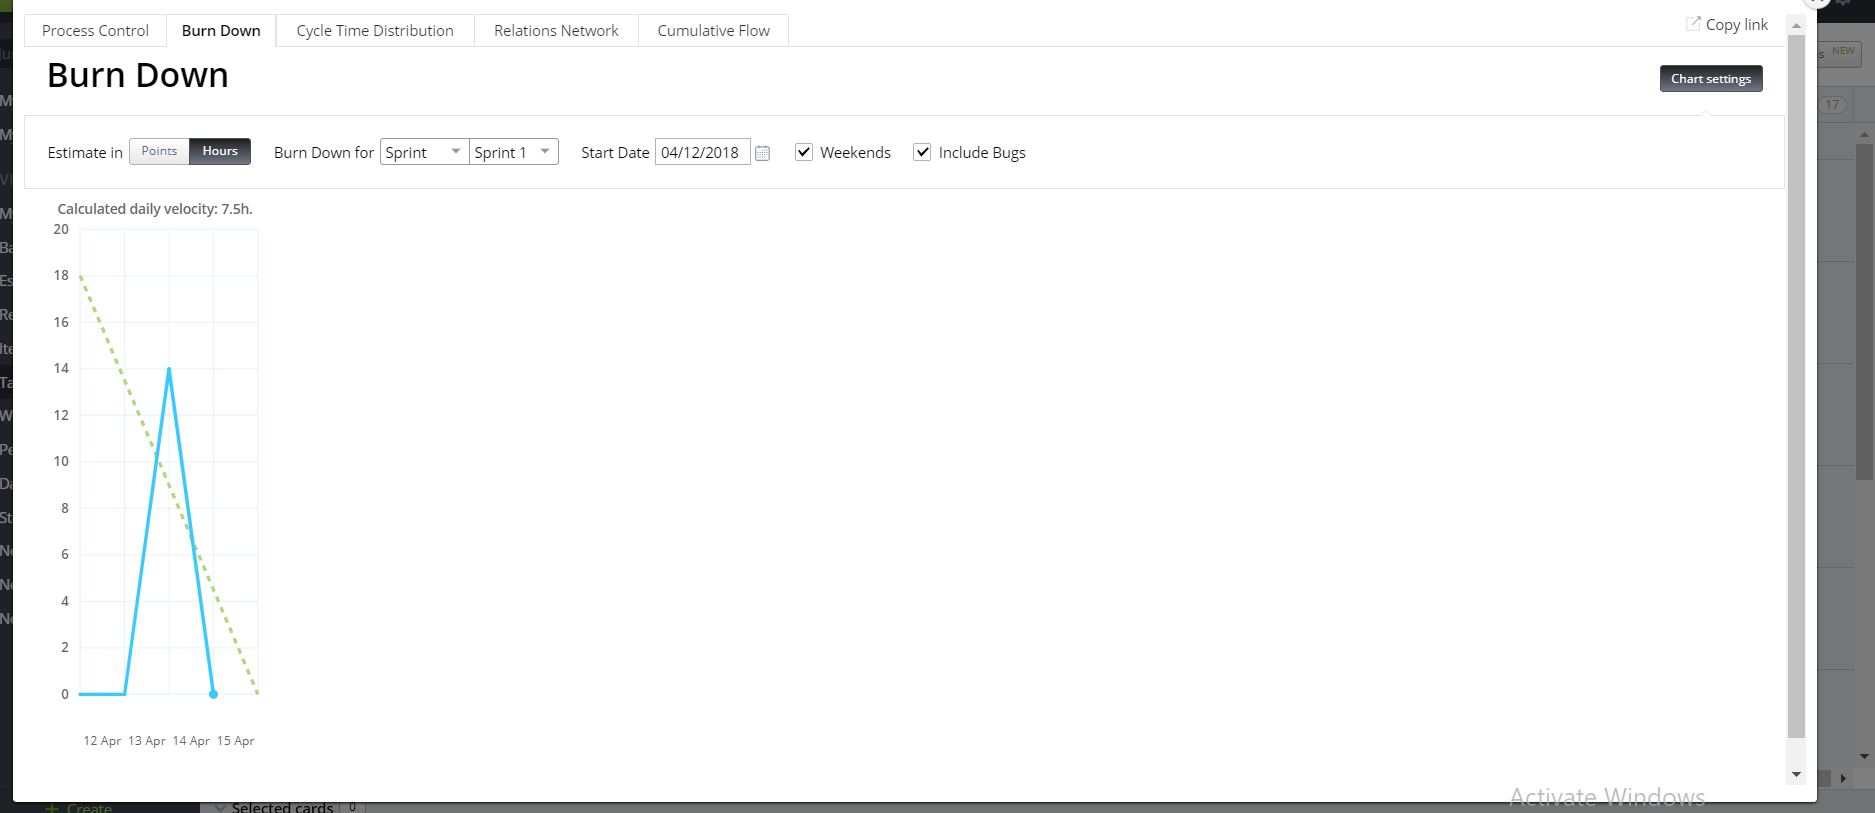 Process Control Burn Down Cycle Time Distribution Relations Network Cumulative Flow Copy link
NEW
Burn Down
Chart settings
17
Estimate in Points Hours Burn Down for Sprint Sprint 1 Start Date 04/12/2018 Weekends Include Bugs
Calculated daily velocity: 7.5h.
20
18
16
14
12
10
8
6
4
2
0
12 Apr 13 Apr 14 Apr 15 Apr
Activate Windows
Create Selected cards 0